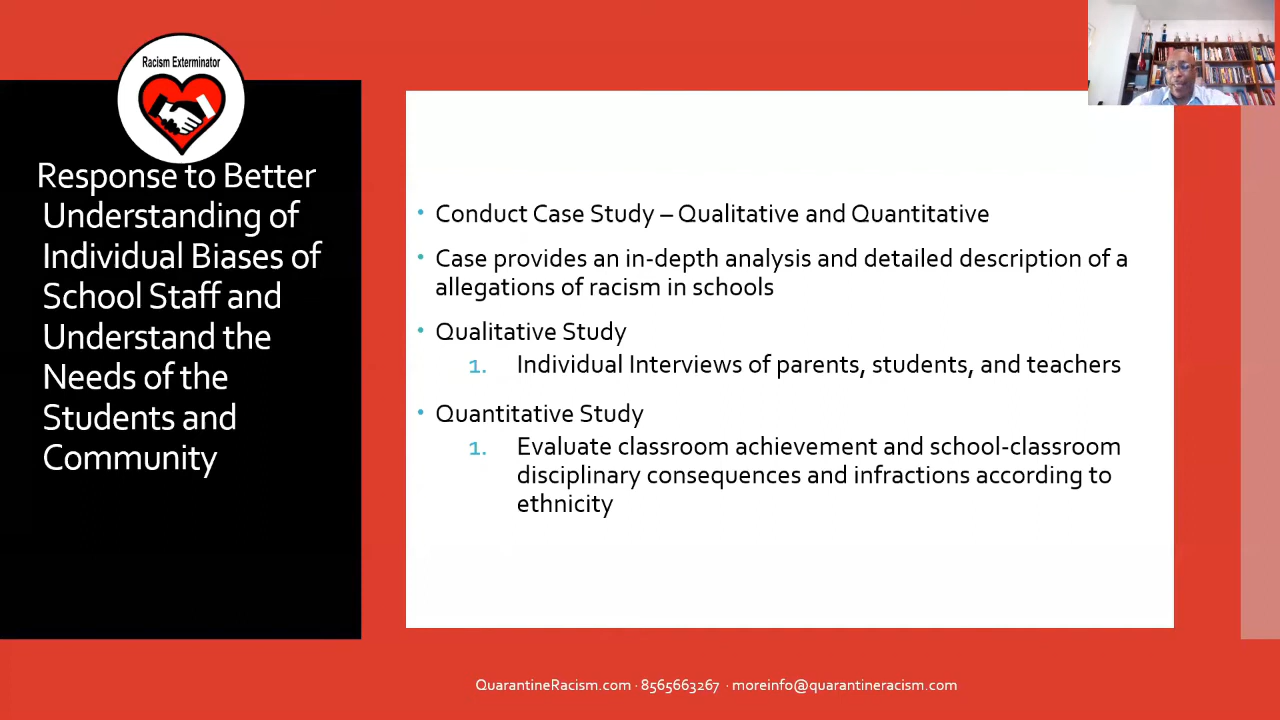 Racism Exterminator
Response to Better
Understanding of
Individual Biases of
School Staff and
Understand the
Needs of the
Students and
Community
• Conduct Case Study – Qualitative and Quantitative
• Case provides an in-depth analysis and detailed description of a
allegations of racism in schools
• Qualitative Study
1. Individual Interviews of parents, students, and teachers
• Quantitative Study
1. Evaluate classroom achievement and school-classroom
disciplinary consequences and infractions according to
ethnicity
QuarantineRacism.com · 8565663267 · moreinfo@quarantineracism.com